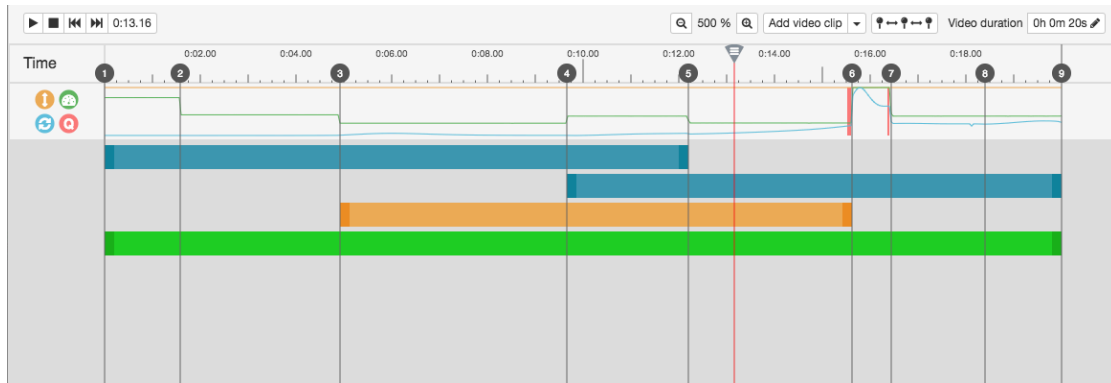 0:13.16 500 % Add video clip Video duration 0h 0m 20s
Time 0:02.00 0:04.00 0:06.00 0:08.00 0:10.00 0:12.00 0:14.00 0:16.00 0:18.00
1 2 3 4 5 6 7 8 9
Q